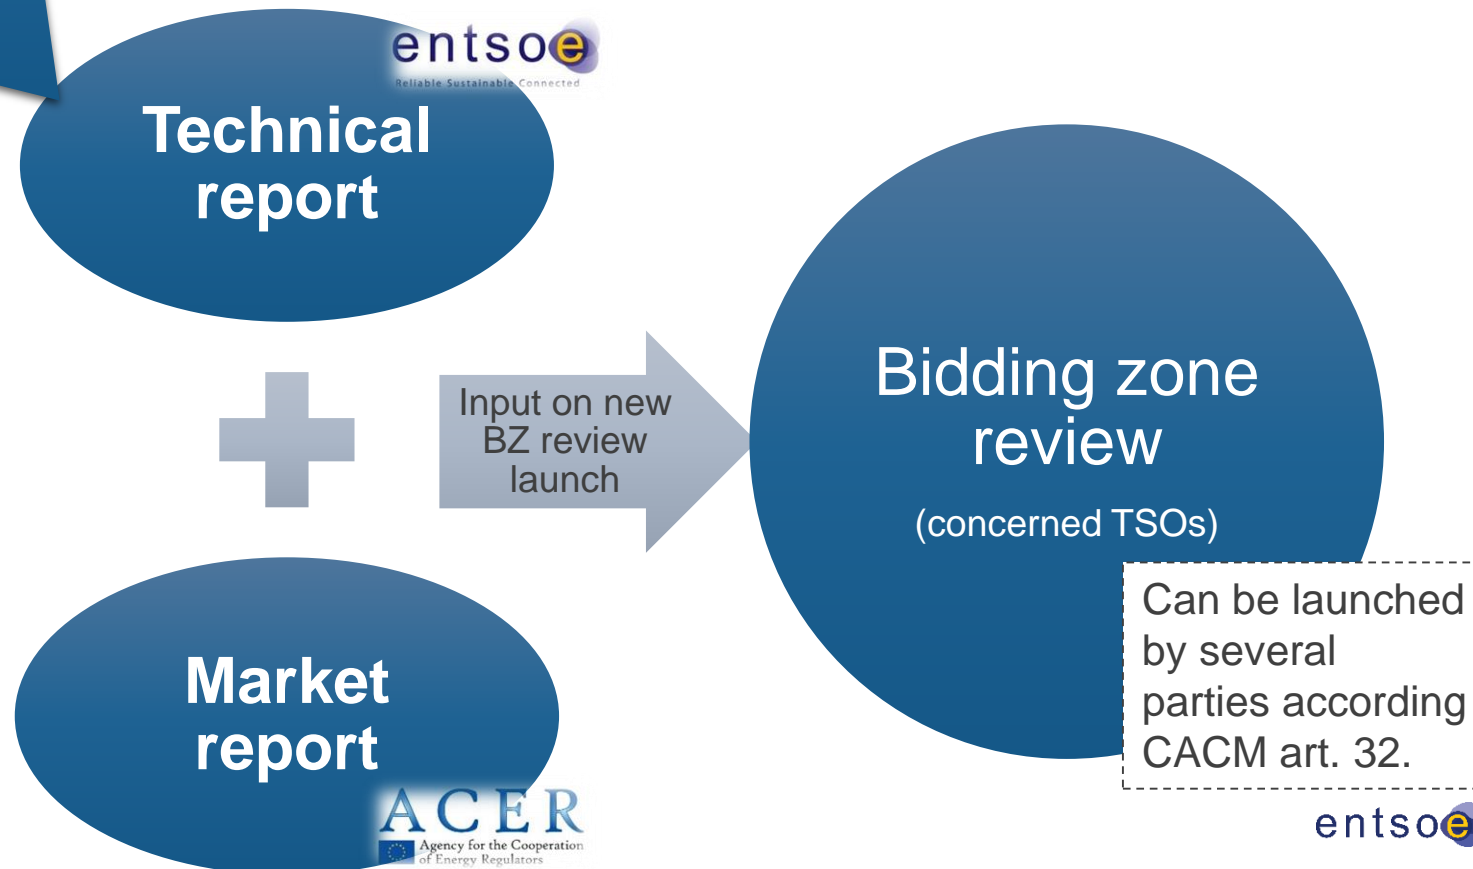 entsoe
Reliable Sustainable Connected
Technical
report
Input on new
BZ review
launch
Bidding zone
review
(concerned TSOs)
Can be launched
by several
parties according
CACM art. 32.
Market
report
ACER
Agency for the Cooperation
of Energy Regulators
entsoe